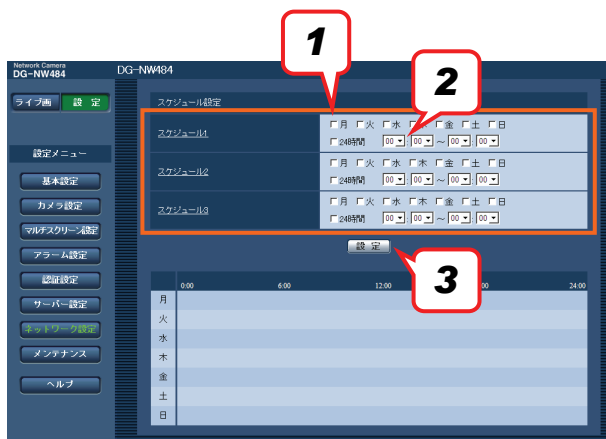 1
2
3
Network Camera
DG-NW484
DG-NW484
ライブ画 設 定
スケジュール設定
スケジュール1
月 火 水 木 金 土 日
24時間 00 : 00 ~ 00 : 00
設定メニュー
スケジュール2
月 火 水 木 金 土 日
24時間 00 : 00 ~ 00 : 00
基本設定
カメラ設定
スケジュール3
月 火 水 木 金 土 日
24時間 00 : 00 ~ 00 : 00
マルチスクリーン設定
設 定
アラーム設定
認証設定
サーバー設定
ネットワーク設定
メンテナンス
ヘルプ
0:00 6:00 12:00 24:00
月
火
水
木
金
土
日